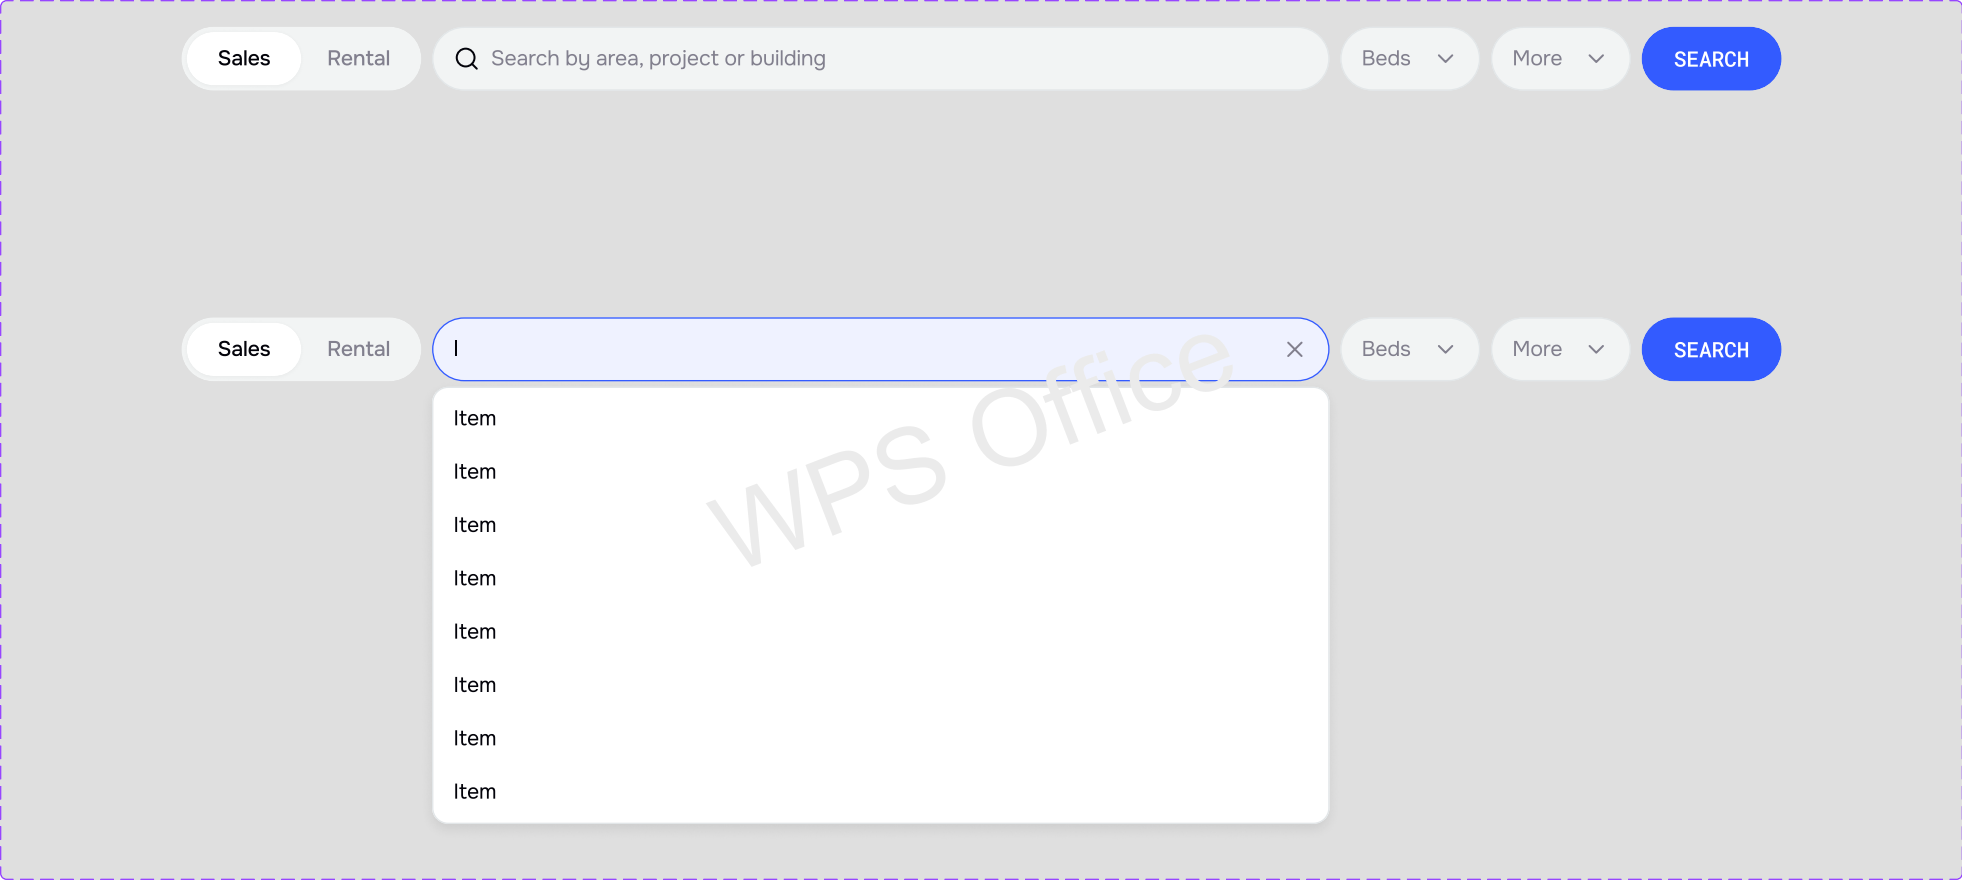 Sales Rental Search by area, project or building Beds More SEARCH
Sales Rental I Beds More SEARCH
Item
Item
Item
Item
Item
Item
Item
Item
WPS Office